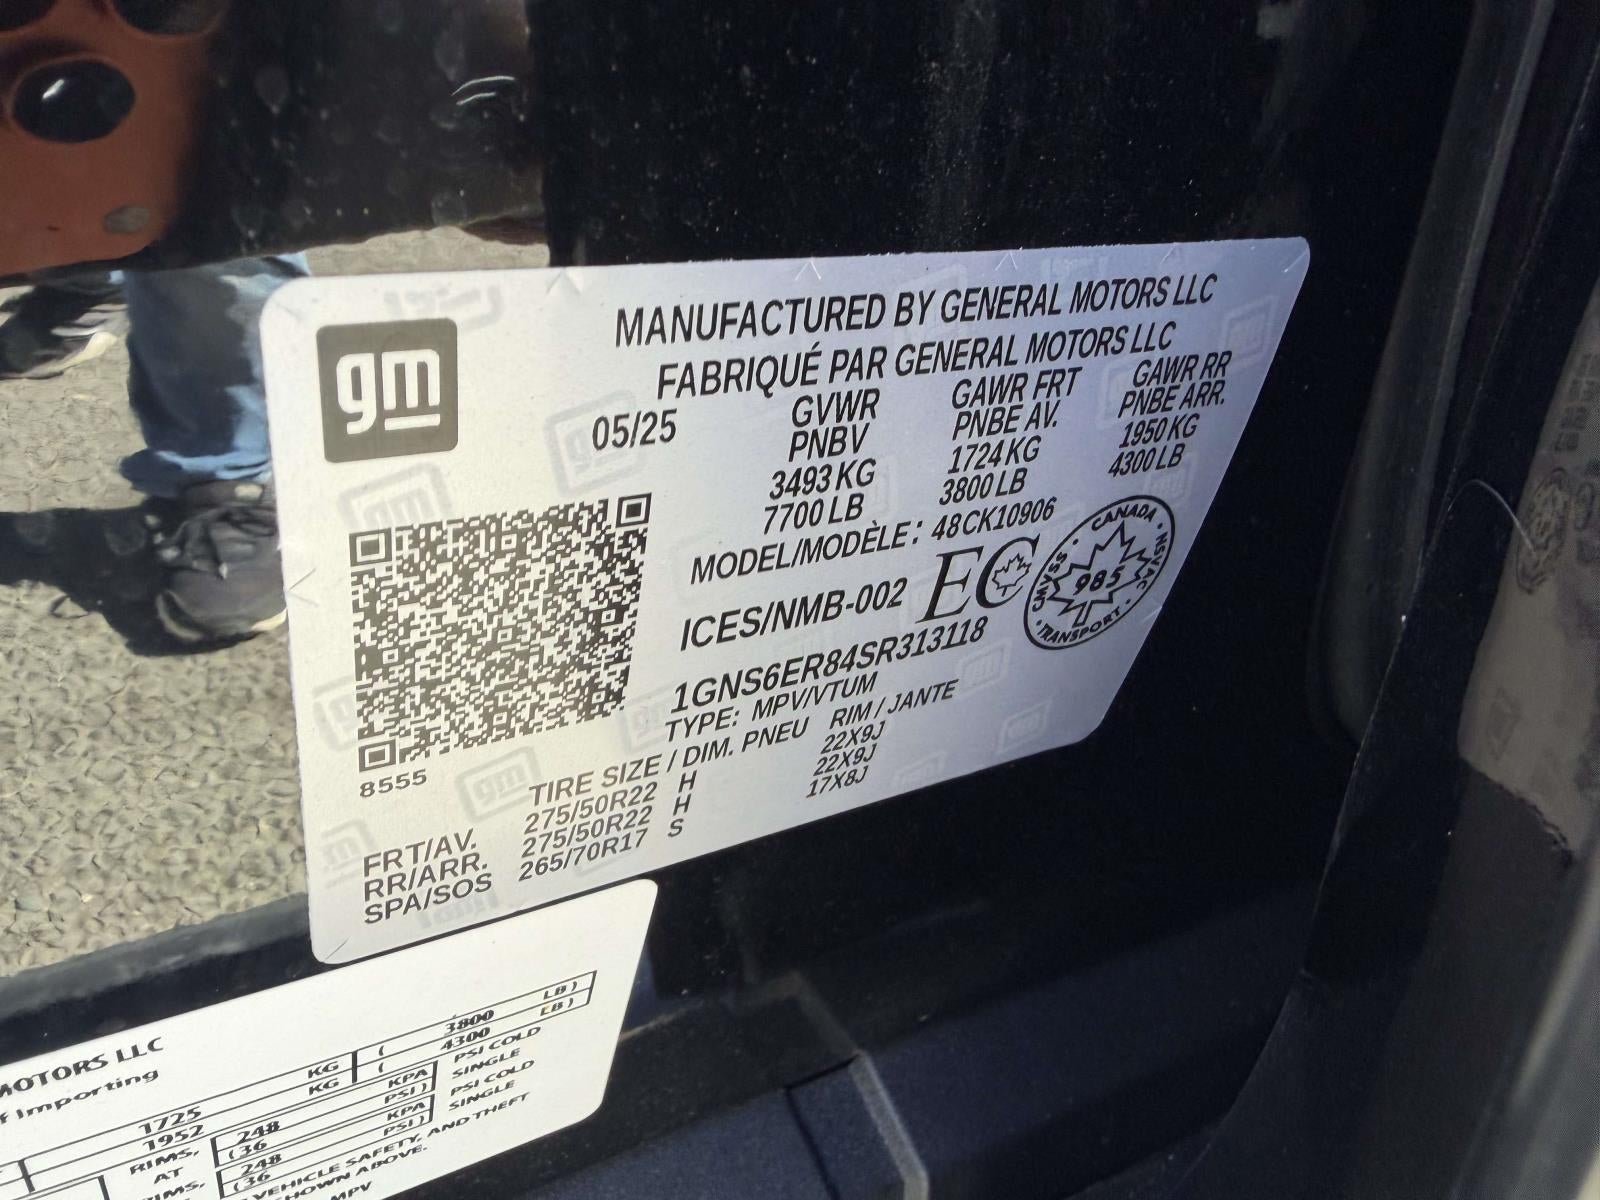 gm
MANUFACTURED BY GENERAL MOTORS LLC
FABRIQUÉ PAR GENERAL MOTORS LLC
05/25
GVWR GAWR FRT GAWR RR
PNBV PNBE AV. PNBE ARR.
3493 KG 1724 KG 1950 KG
7700 LB 3800 LB 4300 LB
MODEL/MODÈLE: 48CK10906
ICES/NMB-002 EC
CANADA · NSVAC · TRANSPORT · CMVSS ·
985
1GNS6ER84SR313118
TYPE: MPV/VTUM
8555
TIRE SIZE / DIM. PNEU RIM / JANTE
FRT/AV. 275/50R22 H 22X9J
RR/ARR. 275/50R22 H 22X9J
SPA/SOS 265/70R17 S 17X8J
MOTORS LLC
f Importing
1725 KG ( 3800 LB )
1952 KG ( 4300 LB )
RIMS, 248 KPA PSI COLD
AT (36 PSI ) SINGLE
RIMS, 248 KPA PSI COLD
(36 PSI ) SINGLE
VEHICLE SAFETY, AND THEFT
SHOWN ABOVE.
MPV